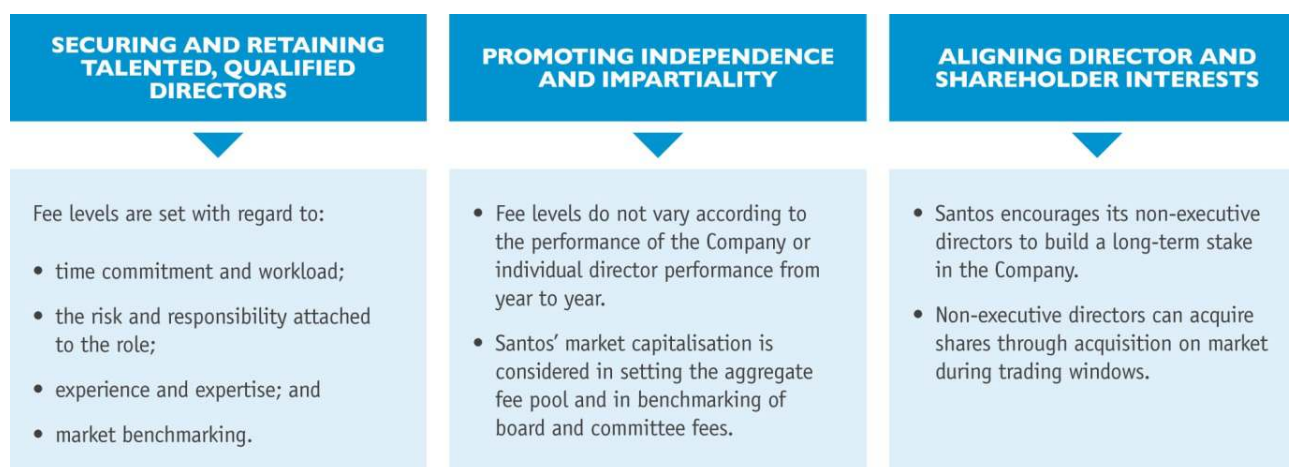 SECURING AND RETAINING
TALENTED, QUALIFIED
DIRECTORS
Fee levels are set with regard to:
• time commitment and workload;
• the risk and responsibility attached
to the role;
• experience and expertise; and
• market benchmarking.
PROMOTING INDEPENDENCE
AND IMPARTIALITY
• Fee levels do not vary according to
the performance of the Company or
individual director performance from
year to year.
• Santos’ market capitalisation is
considered in setting the aggregate
fee pool and in benchmarking of
board and committee fees.
ALIGNING DIRECTOR AND
SHAREHOLDER INTERESTS
• Santos encourages its non-executive
directors to build a long-term stake
in the Company.
• Non-executive directors can acquire
shares through acquisition on market
during trading windows.